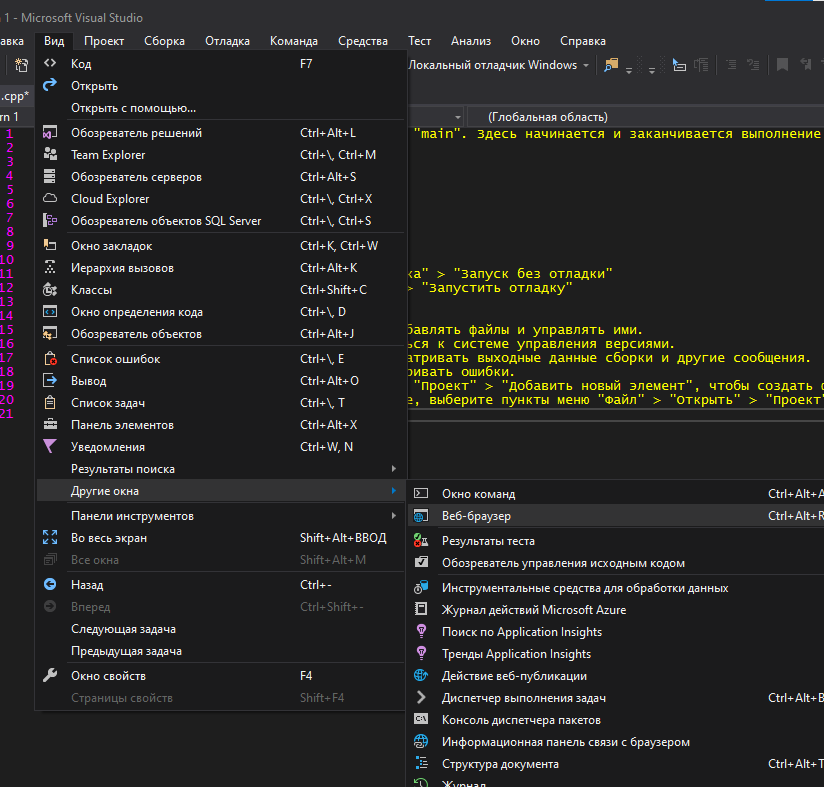 1 - Microsoft Visual Studio
авка Вид Проект Сборка Отладка Команда Средства Тест Анализ Окно Справка
Код F7
Локальный отладчик Windows
Открыть
.cpp*
Открыть с помощью...
rn 1
(Глобальная область)
1
Обозреватель решений Ctrl+Alt+L
"main". Здесь начинается и заканчивается выполнение
2
3
Team Explorer Ctrl+\, Ctrl+M
4
Обозреватель серверов Ctrl+Alt+S
5
6
Cloud Explorer Ctrl+\, Ctrl+X
7
Обозреватель объектов SQL Server Ctrl+\, Ctrl+S
8
9
Окно закладок Ctrl+K, Ctrl+W
10
Иерархия вызовов Ctrl+Alt+K
11
ка" > "Запуск без отладки"
12
Классы Ctrl+Shift+C
> "Запустить отладку"
13
14
Окно определения кода Ctrl+\, D
15
Обозреватель объектов Ctrl+Alt+J
бавлять файлы и управлять ими.
16
ься к системе управления версиями.
17
Список ошибок Ctrl+\, E
атривать выходные данные сборки и другие сообщения.
18
ривать ошибки.
19
Вывод Ctrl+Alt+O
"Проект" > "Добавить новый элемент", чтобы создать
20
Список задач Ctrl+\, T
е, выберите пункты меню "Файл" > "Открыть" > "Проект"
21
Панель элементов Ctrl+Alt+X
Уведомления Ctrl+W, N
Результаты поиска
Другие окна
Панели инструментов
Во весь экран Shift+Alt+ВВОД
Все окна Shift+Alt+M
Назад Ctrl+-
Вперед Ctrl+Shift+-
Следующая задача
Предыдущая задача
Окно свойств F4
Страницы свойств Shift+F4
Окно команд Ctrl+Alt+A
Веб-браузер Ctrl+Alt+R
Результаты теста
Обозреватель управления исходным кодом
Инструментальные средства для обработки данных
Журнал действий Microsoft Azure
Поиск по Application Insights
Тренды Application Insights
Действие веб-публикации
Диспетчер выполнения задач Ctrl+Alt+B
C:\
Консоль диспетчера пакетов
Информационная панель связи с браузером
Структура документа Ctrl+Alt+T
Журнал